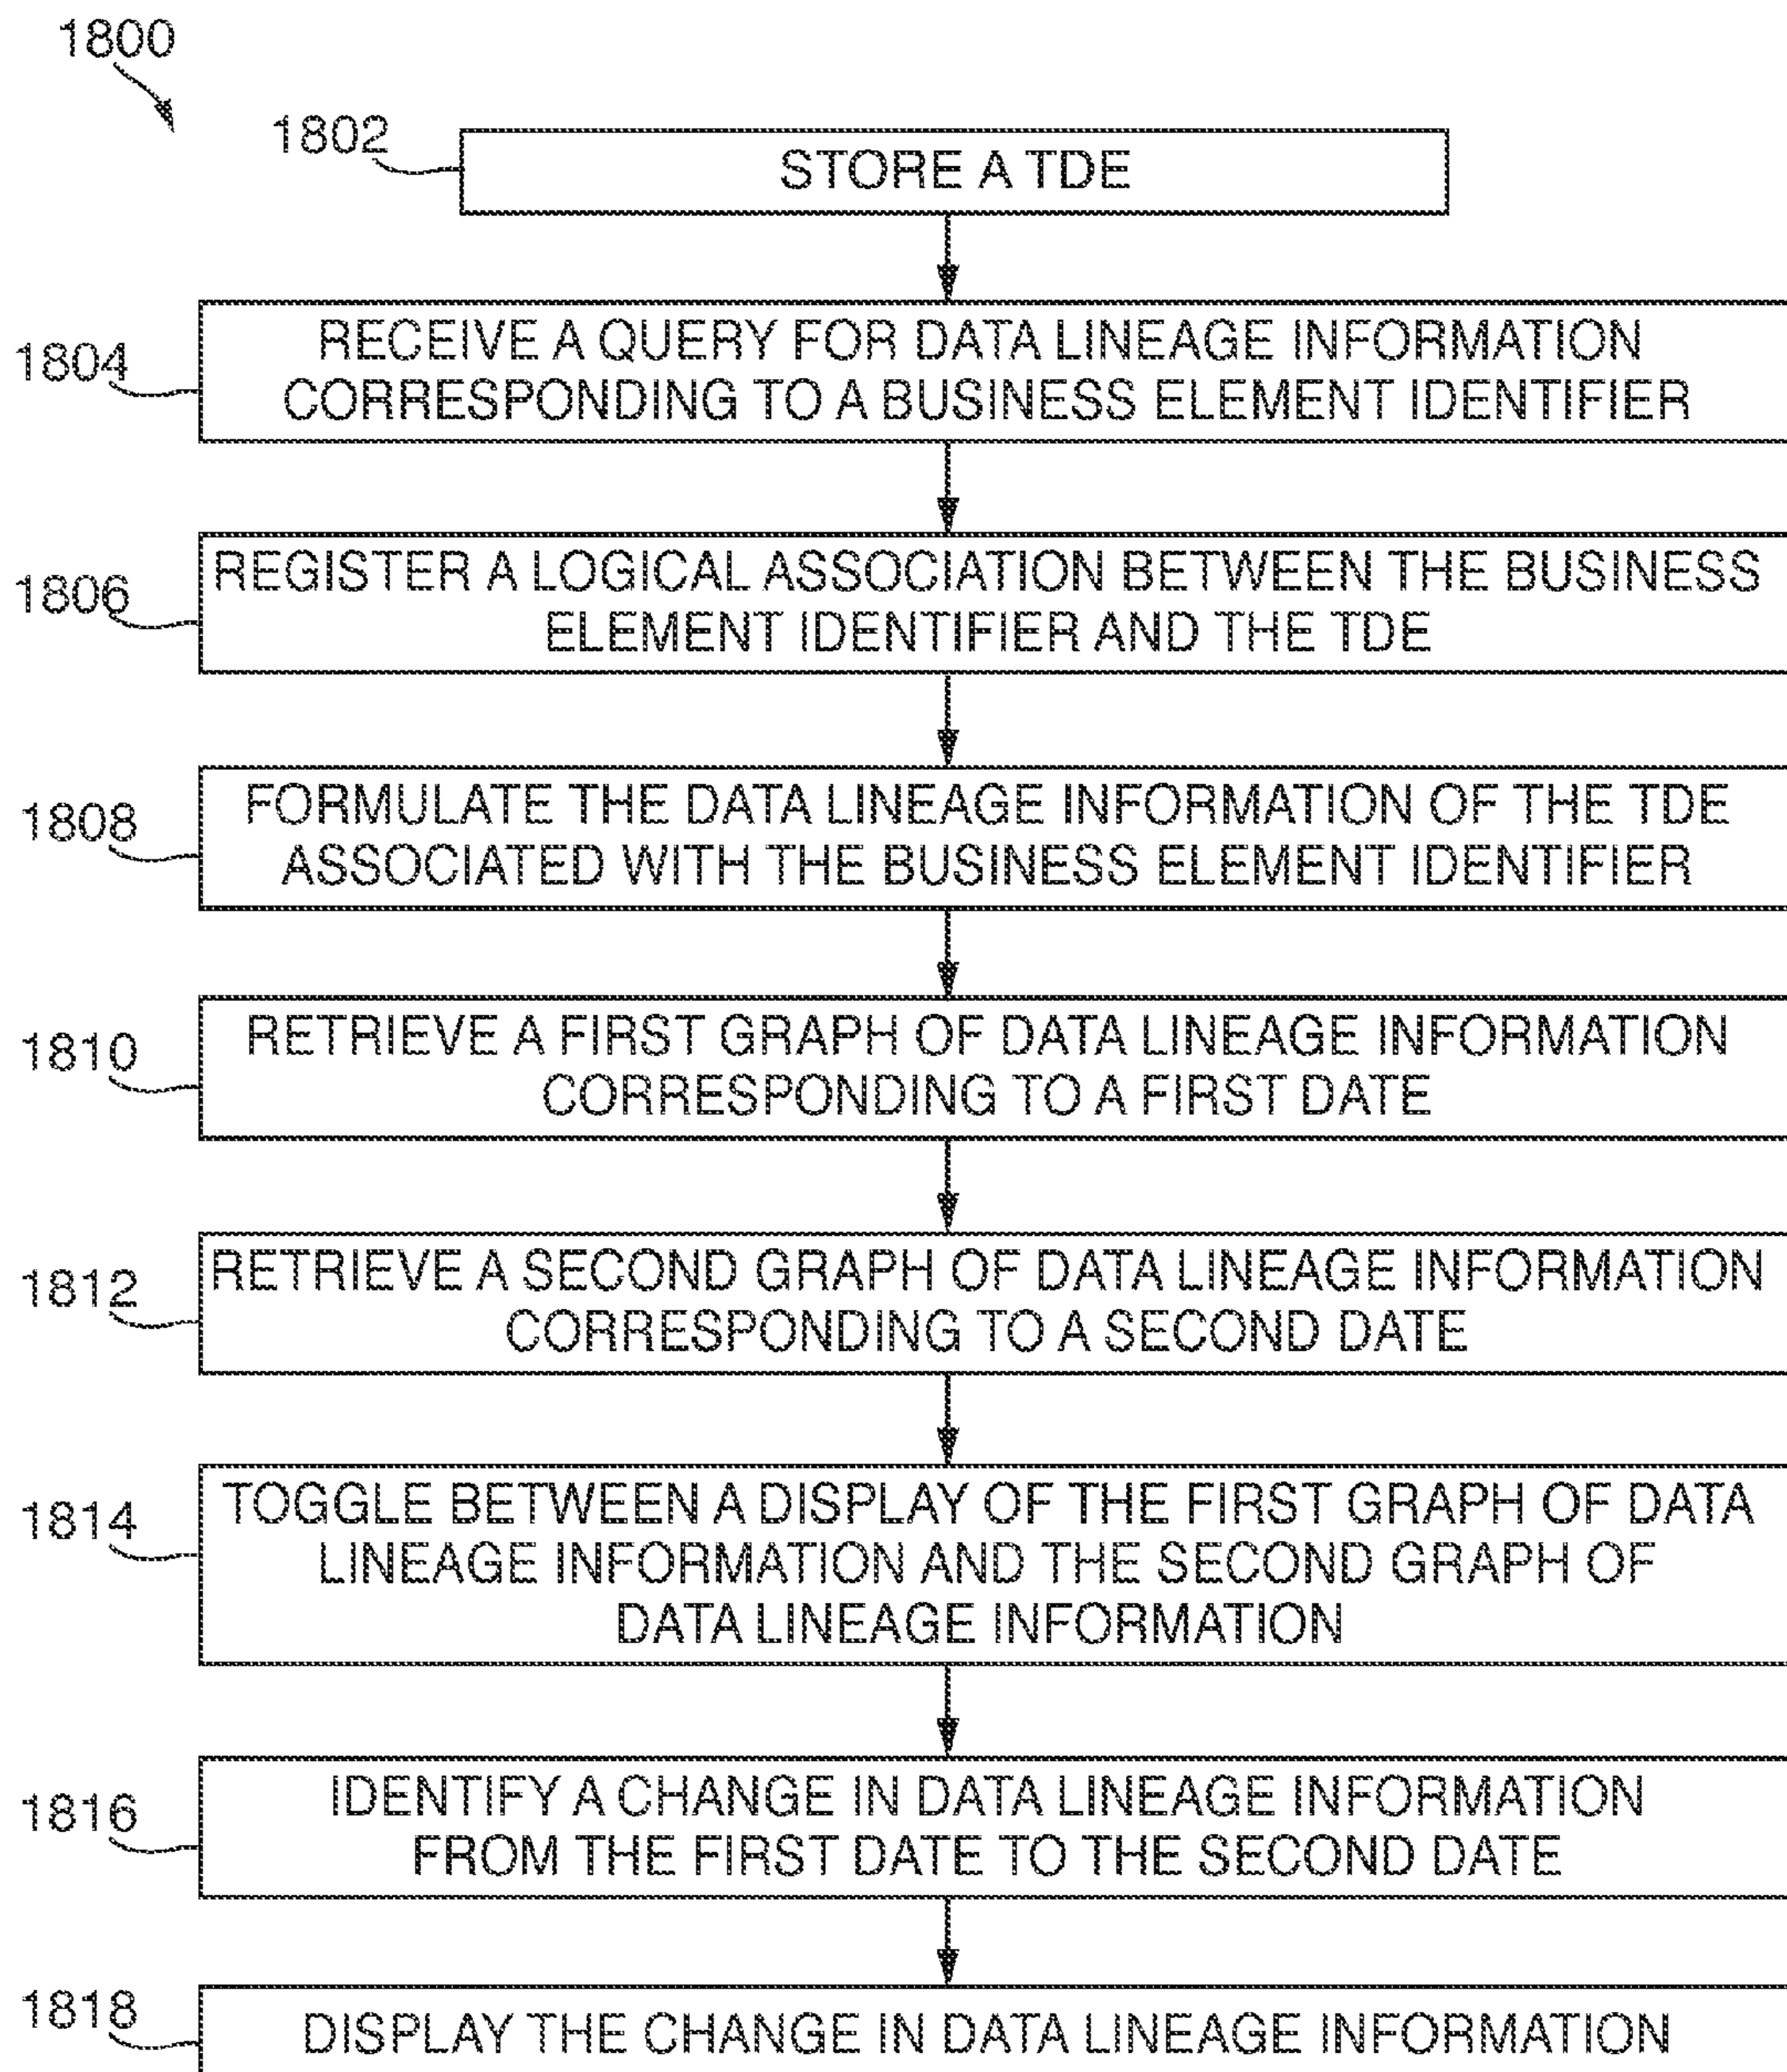 1800
1802
STORE A TDE
1804
RECEIVE A QUERY FOR DATA LINEAGE INFORMATION
CORRESPONDING TO A BUSINESS ELEMENT IDENTIFIER
1806
REGISTER A LOGICAL ASSOCIATION BETWEEN THE BUSINESS
ELEMENT IDENTIFIER AND THE TDE
1808
FORMULATE THE DATA LINEAGE INFORMATION OF THE TDE
ASSOCIATED WITH THE BUSINESS ELEMENT IDENTIFIER
1810
RETRIEVE A FIRST GRAPH OF DATA LINEAGE INFORMATION
CORRESPONDING TO A FIRST DATE
1812
RETRIEVE A SECOND GRAPH OF DATA LINEAGE INFORMATION
CORRESPONDING TO A SECOND DATE
1814
TOGGLE BETWEEN A DISPLAY OF THE FIRST GRAPH OF DATA
LINEAGE INFORMATION AND THE SECOND GRAPH OF
DATA LINEAGE INFORMATION
1816
IDENTIFY A CHANGE IN DATA LINEAGE INFORMATION
FROM THE FIRST DATE TO THE SECOND DATE
1818
DISPLAY THE CHANGE IN DATA LINEAGE INFORMATION